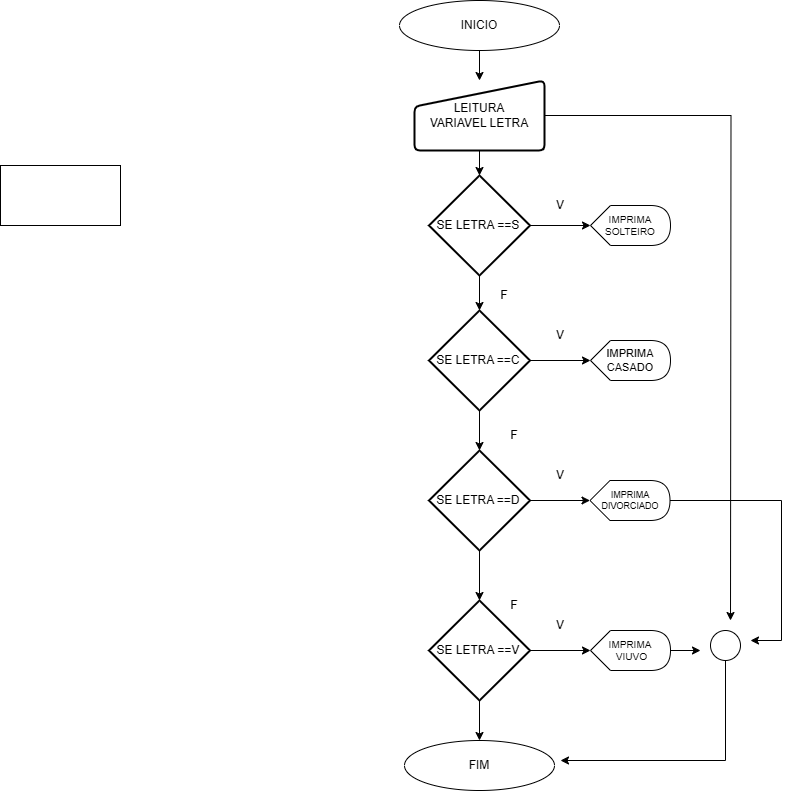 INICIO
LEITURA
VARIAVEL LETRA
SE LETRA ==S
V
IMPRIMA
SOLTEIRO
F
SE LETRA ==C
V
IMPRIMA
CASADO
F
SE LETRA ==D
V
IMPRIMA
DIVORCIADO
F
SE LETRA ==V
V
IMPRIMA
VIUVO
FIM